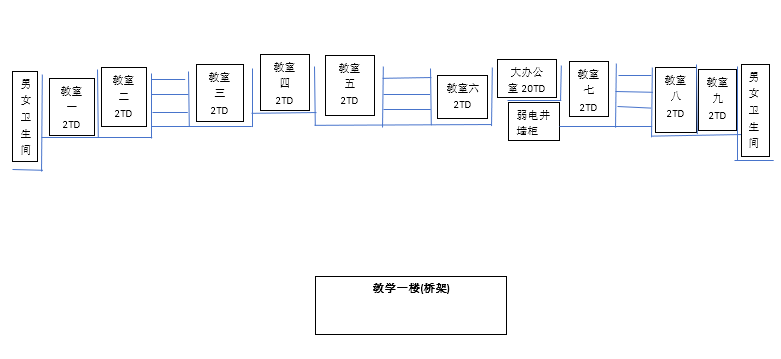 男
女
卫
生
间
教室
一
2TD
教室
二
2TD
教室
三
2TD
教室
四
2TD
教室
五
2TD
教室六
2TD
大办公
室 20TD
弱电井
墙柜
教室
七
2TD
教室
八
2TD
教室
九
2TD
男
女
卫
生
间
教学一楼(桥架)